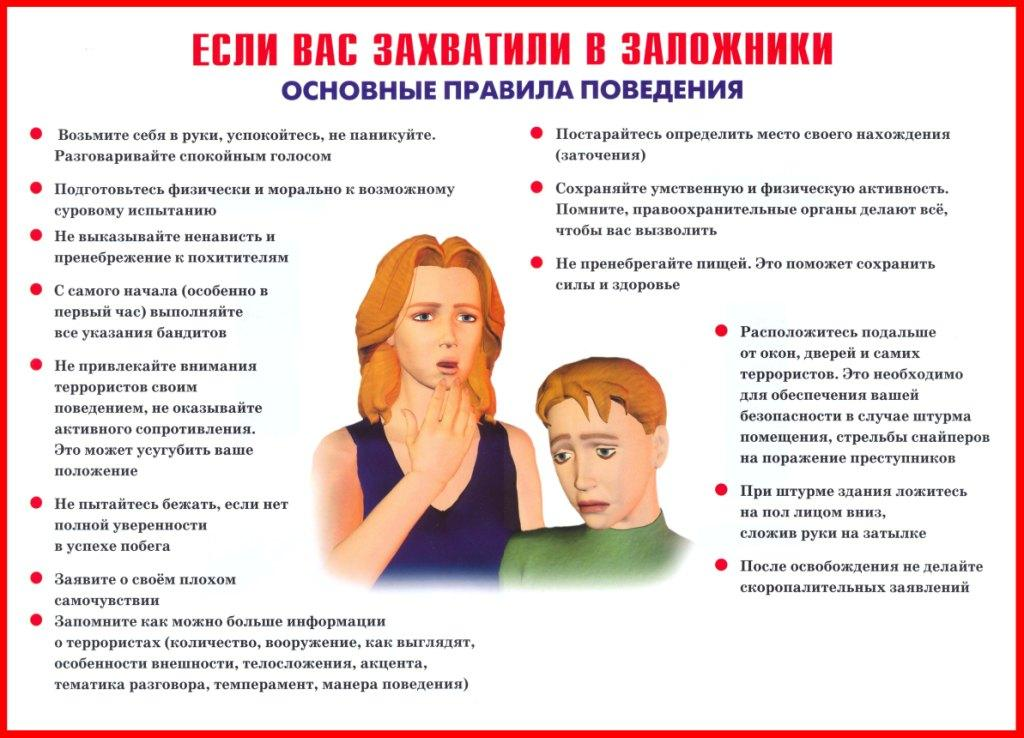 ЕСЛИ ВАС ЗАХВАТИЛИ В ЗАЛОЖНИКИ
ОСНОВНЫЕ ПРАВИЛА ПОВЕДЕНИЯ
Возьмите себя в руки, успокойтесь, не паникуйте.
Разговаривайте спокойным голосом
Подготовьтесь физически и морально к возможному
суровому испытанию
Не выказывайте ненависть и
пренебрежение к похитителям
С самого начала (особенно в
первый час) выполняйте
все указания бандитов
Не привлекайте внимания
террористов своим
поведением, не оказывайте
активного сопротивления.
Это может усугубить ваше
положение
Не пытайтесь бежать, если нет
полной уверенности
в успехе побега
Заявите о своём плохом
самочувствии
Запомните как можно больше информации
о террористах (количество, вооружение, как выглядят,
особенности внешности, телосложения, акцента,
тематика разговора, темперамент, манера поведения)
Постарайтесь определить место своего нахождения
(заточения)
Сохраняйте умственную и физическую активность.
Помните, правоохранительные органы делают всё,
чтобы вас вызволить
Не пренебрегайте пищей. Это поможет сохранить
силы и здоровье
Расположитесь подальше
от окон, дверей и самих
террористов. Это необходимо
для обеспечения вашей
безопасности в случае штурма
помещения, стрельбы снайперов
на поражение преступников
При штурме здания ложитесь
на пол лицом вниз,
сложив руки на затылке
После освобождения не делайте
скоропалительных заявлений